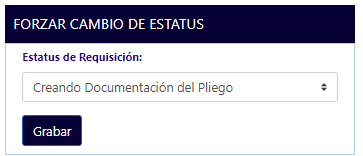 FORZAR CAMBIO DE ESTATUS
Estatus de Requisición:
Creando Documentación del Pliego
Grabar